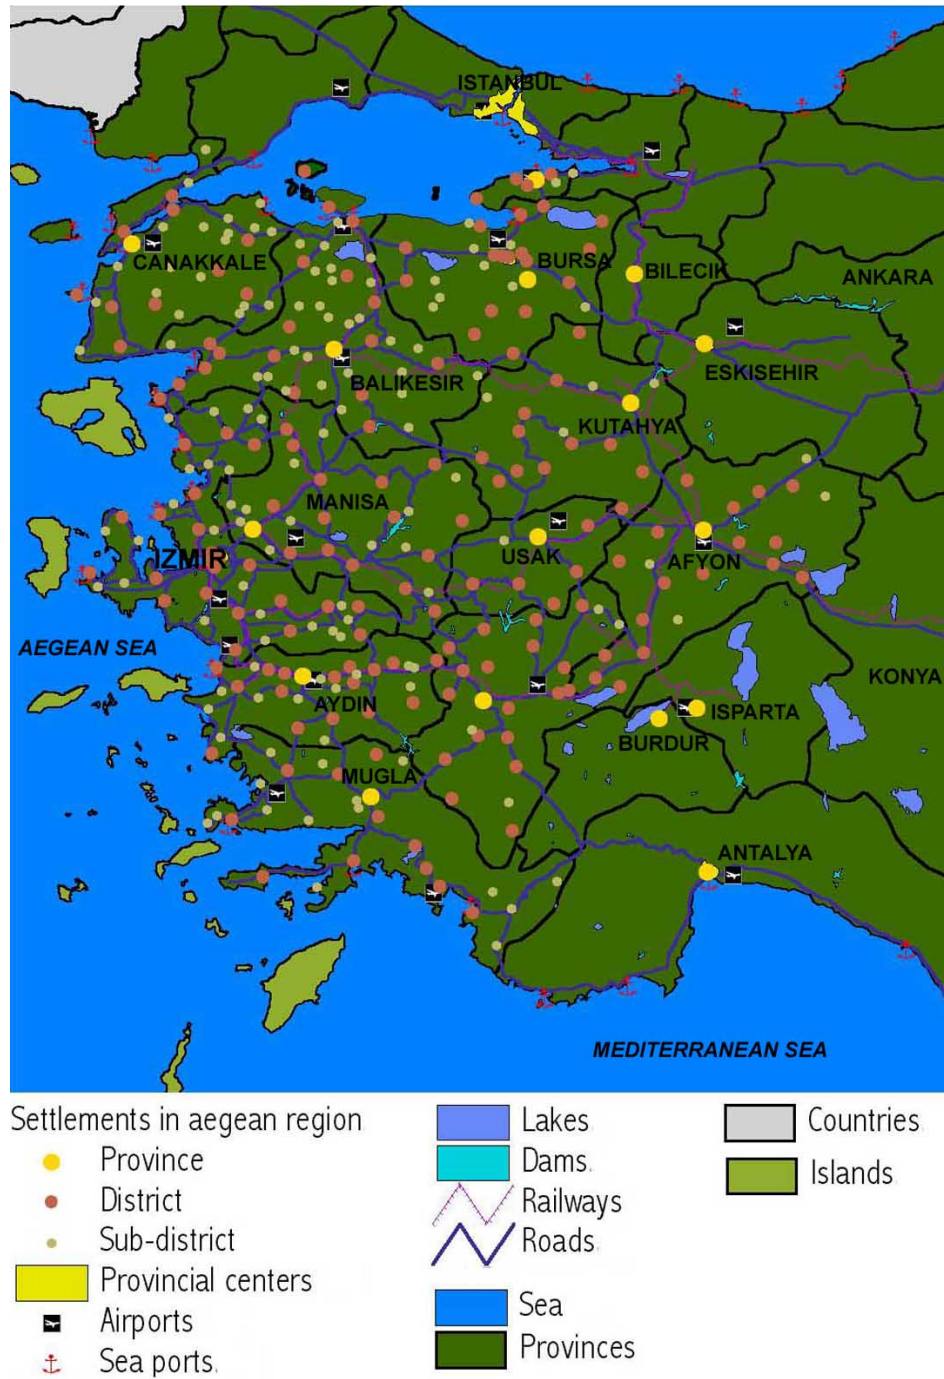 ISTANBUL
CANAKKALE
BURSA
BILECIK
ANKARA
BALIKESIR
ESKISEHIR
KUTAHYA
MANISA
IZMIR
USAK
AFYON
AEGEAN SEA
AYDIN
KONYA
ISPARTA
BURDUR
MUGLA
ANTALYA
MEDITERRANEAN SEA
Settlements in aegean region
Province
District
Sub-district
Provincial centers
Airports
Sea ports.
Lakes
Dams.
Railways
Roads.
Sea
Provinces
Countries
Islands